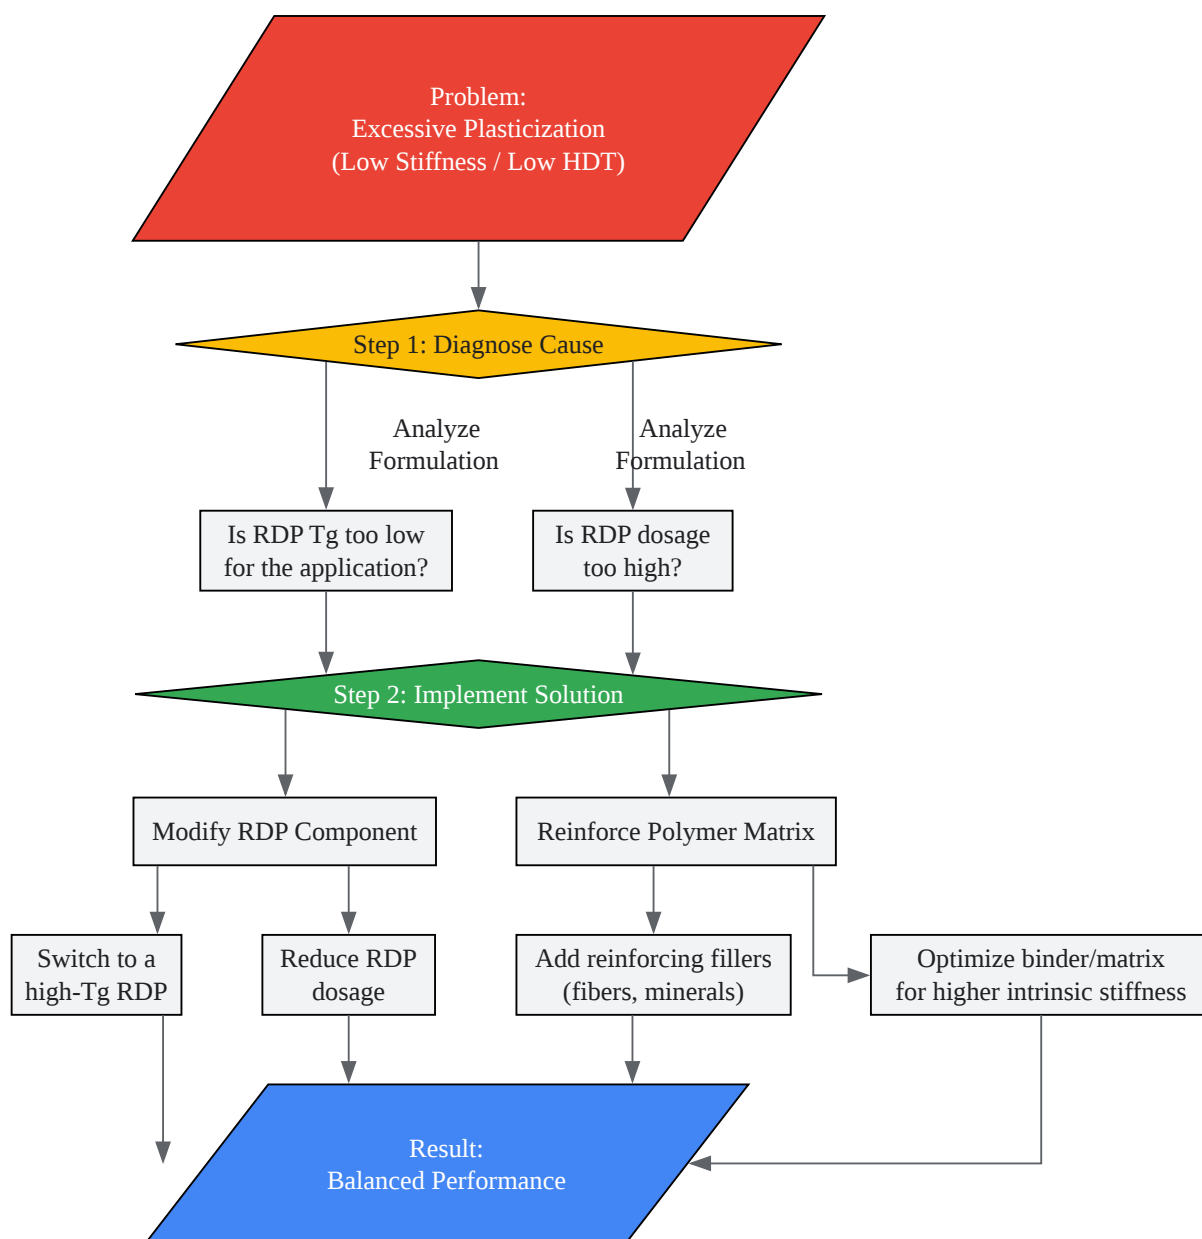 Problem:
Excessive Plasticization
(Low Stiffness / Low HDT)
Step 1: Diagnose Cause
Analyze
Formulation
Analyze
Formulation
Is RDP Tg too low
for the application?
Is RDP dosage
too high?
Step 2: Implement Solution
Modify RDP Component
Reinforce Polymer Matrix
Switch to a
high-Tg RDP
Reduce RDP
dosage
Add reinforcing fillers
(fibers, minerals)
Optimize binder/matrix
for higher intrinsic stiffness
Result:
Balanced Performance